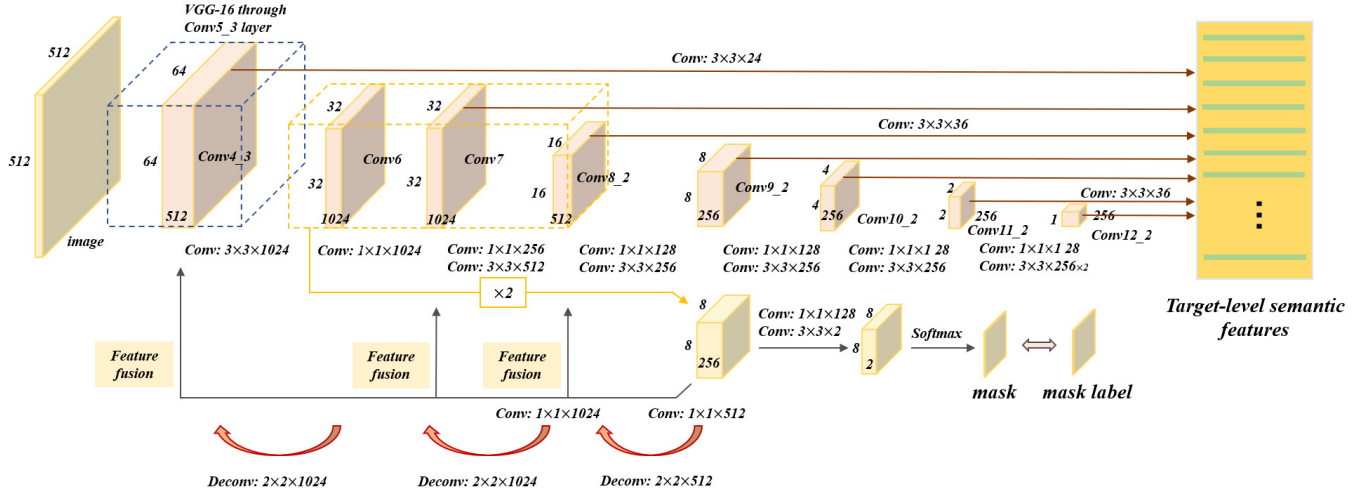 VGG-16 through
Conv5_3 layer
512
512
image
64
64
Conv4_3
512
32
32
Conv6
1024
32
32
Conv7
1024
16
16
Conv8_2
512
8
8
Conv9_2
256
4
4
256
Conv10_2
2
2
256
Conv11_2
1
256
Conv12_2
Conv: 3×3×24
Conv: 3×3×36
Conv: 3×3×36
Conv: 3×3×1024
Conv: 1×1×1024
Conv: 1×1×256
Conv: 3×3×512
Conv: 1×1×128
Conv: 3×3×256
Conv: 1×1×128
Conv: 3×3×256
Conv: 1×1×1 28
Conv: 3×3×256
Conv: 1×1×1 28
Conv: 3×3×256×2
Target-level semantic
features
×2
Feature
fusion
Feature
fusion
Feature
fusion
8
8
256
Conv: 1×1×128
Conv: 3×3×2
8
8
2
Softmax
mask
mask label
Conv: 1×1×1024
Conv: 1×1×512
Deconv: 2×2×1024
Deconv: 2×2×1024
Deconv: 2×2×512